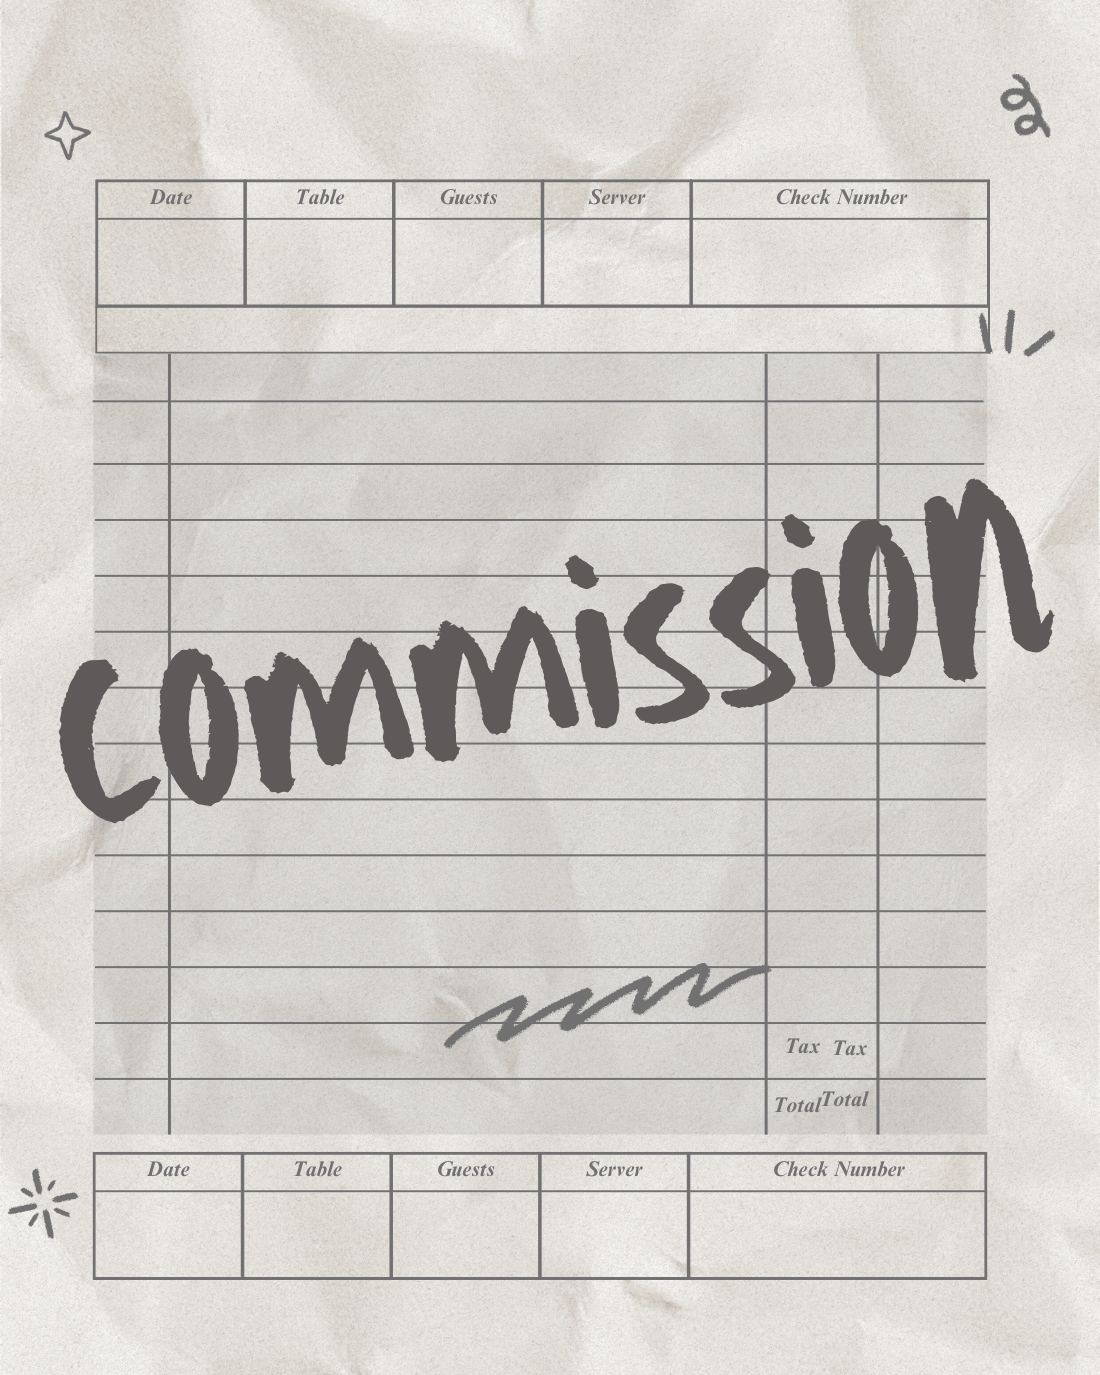 Date Table Guests Server Check Number
commission
Tax Tax
Total Total
Date Table Guests Server Check Number